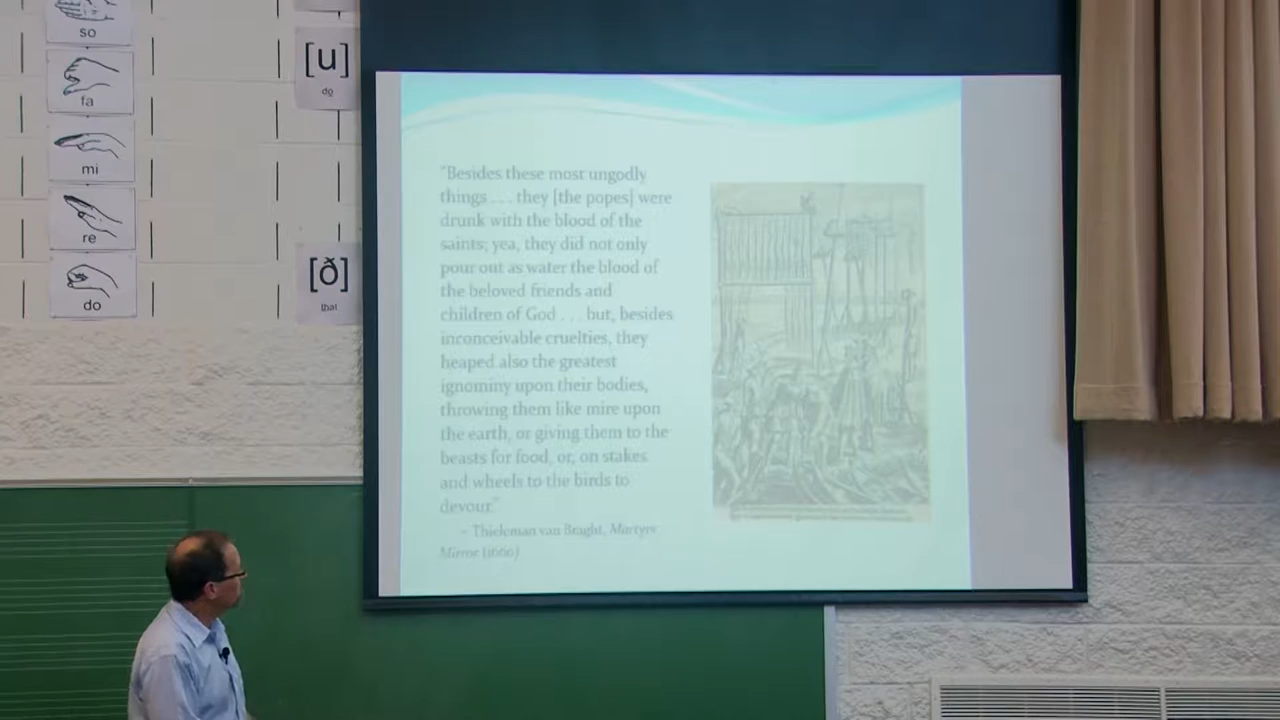 so
fa
mi
re
do
[u]
do
[ð]
that
"Besides these most ungodly
things . . . they [the popes] were
drunk with the blood of the
saints; yea, they did not only
pour out as water the blood of
the beloved friends and
children of God . . . but, besides
inconceivable cruelties, they
heaped also the greatest
ignominy upon their bodies,
throwing them like mire upon
the earth, or giving them to the
beasts for food, or, on stakes
and wheels to the birds to
devour."
- Thieleman van Braght, Martyrs
Mirror (1660)